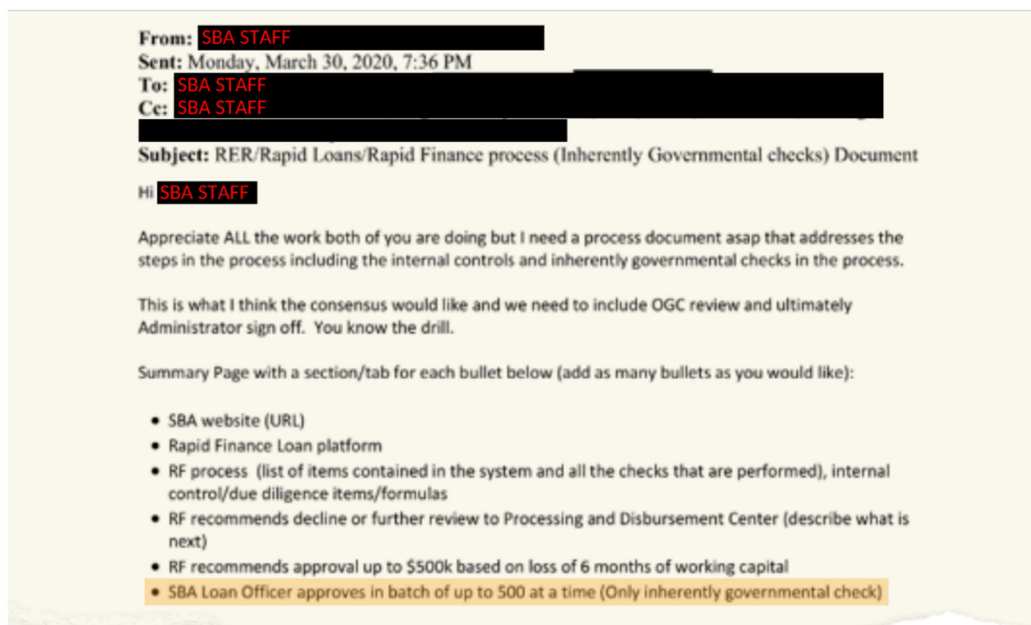 From: SBA STAFF
Sent: Monday, March 30, 2020, 7:36 PM
To: SBA STAFF
Cc: SBA STAFF
Subject: RER/Rapid Loans/Rapid Finance process (Inherently Governmental checks) Document
Hi SBA STAFF
Appreciate ALL the work both of you are doing but I need a process document asap that addresses the
steps in the process including the internal controls and inherently governmental checks in the process.
This is what I think the consensus would like and we need to include OGC review and ultimately
Administrator sign off. You know the drill.
Summary Page with a section/tab for each bullet below (add as many bullets as you would like):
• SBA website (URL)
• Rapid Finance Loan platform
• RF process (list of items contained in the system and all the checks that are performed), internal
control/due diligence items/formulas
• RF recommends decline or further review to Processing and Disbursement Center (describe what is
next)
• RF recommends approval up to $500k based on loss of 6 months of working capital
• SBA Loan Officer approves in batch of up to 500 at a time (Only inherently governmental check)